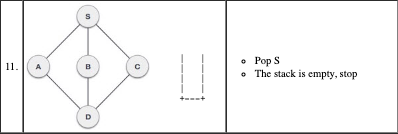 11.
S
A B C
D
Pop S
The stack is empty, stop